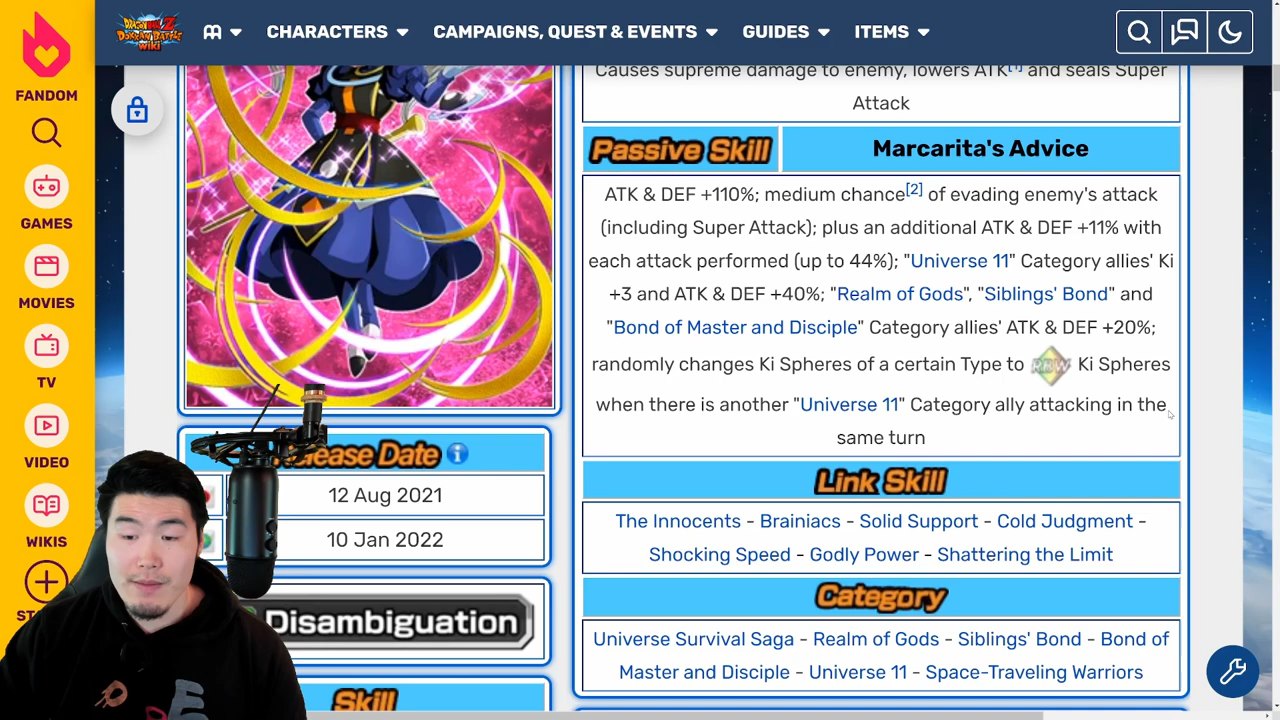 DRAGON BALL Z
DOKKAN BATTLE
WIKI
CHARACTERS
CAMPAIGNS, QUEST & EVENTS
GUIDES
ITEMS
FANDOM
GAMES
MOVIES
TV
VIDEO
WIKIS
Causes supreme damage to enemy, lowers ATK[1] and seals Super
Attack
Passive Skill
Marcarita's Advice
ATK & DEF +110%; medium chance[2] of evading enemy's attack
(including Super Attack); plus an additional ATK & DEF +11% with
each attack performed (up to 44%); "Universe 11" Category allies' Ki
+3 and ATK & DEF +40%; "Realm of Gods", "Siblings' Bond" and
"Bond of Master and Disciple" Category allies' ATK & DEF +20%;
randomly changes Ki Spheres of a certain Type to RBW Ki Spheres
when there is another "Universe 11" Category ally attacking in the
same turn
Link Skill
The Innocents - Brainiacs - Solid Support - Cold Judgment -
Shocking Speed - Godly Power - Shattering the Limit
Category
Universe Survival Saga - Realm of Gods - Siblings' Bond - Bond of
Master and Disciple - Universe 11 - Space-Traveling Warriors
Release Date
12 Aug 2021
10 Jan 2022
Disambiguation
Skill